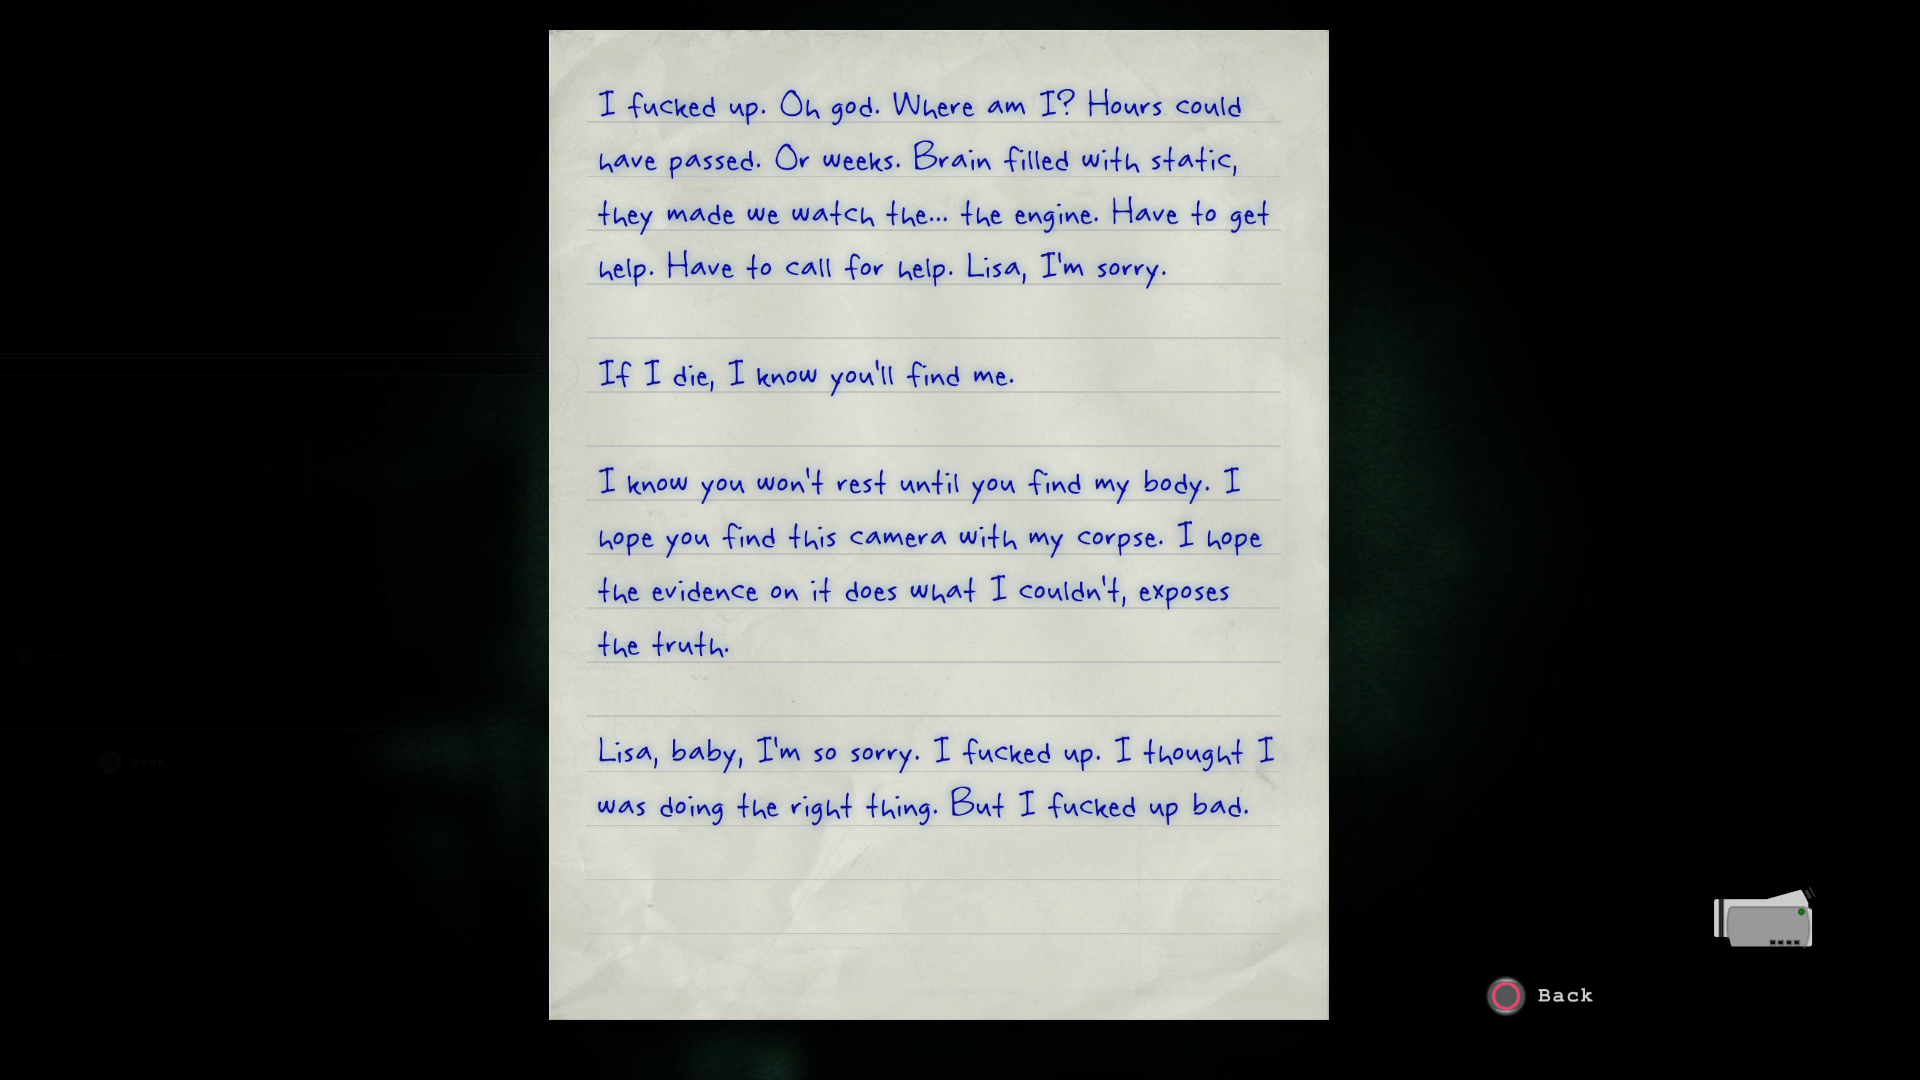 I fucked up. Oh god. Where am I? Hours could
have passed. Or weeks. Brain filled with static,
they made we watch the... the engine. Have to get
help. Have to call for help. Lisa, I'm sorry.
If I die, I know you'll find me.
I know you won't rest until you find my body. I
hope you find this camera with my corpse. I hope
the evidence on it does what I couldn't, exposes
the truth.
Lisa, baby, I'm so sorry. I fucked up. I thought I
was doing the right thing. But I fucked up bad.
Back
Back